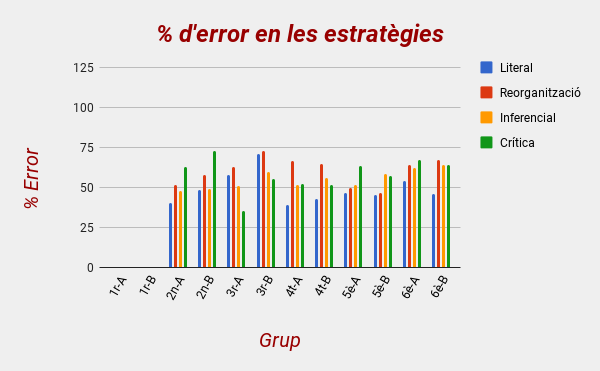 % d'error en les estratègies
% Error
125
100
75
50
25
0
1r-A
1r-B
2n-A
2n-B
3r-A
3r-B
4t-A
4t-B
5è-A
5è-B
6è-A
6è-B
Grup
Literal
Reorganització
Inferencial
Crítica